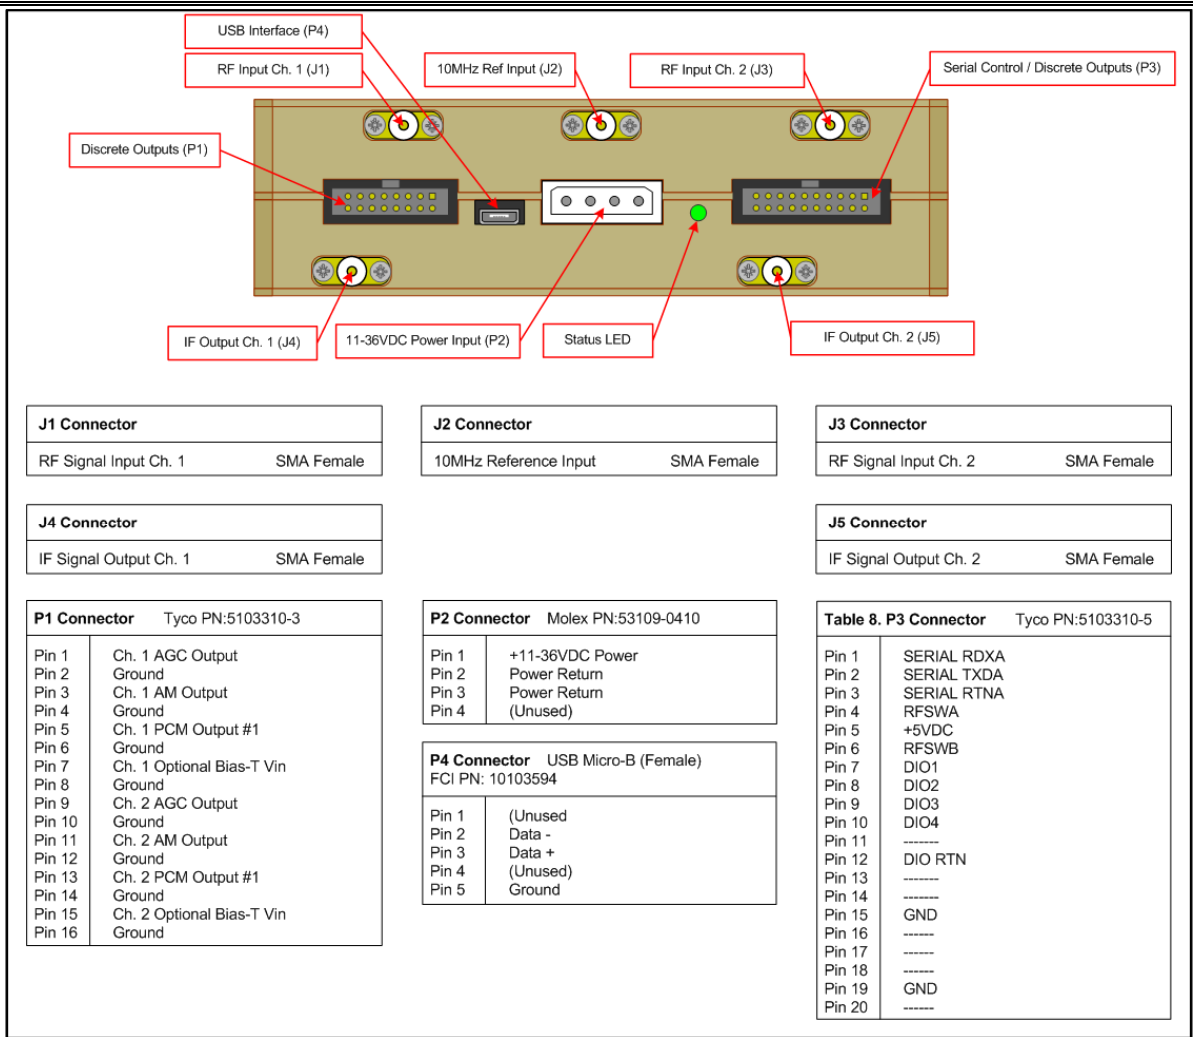 USB Interface (P4)
RF Input Ch. 1 (J1)
10MHz Ref Input (J2)
RF Input Ch. 2 (J3)
Serial Control / Discrete Outputs (P3)
Discrete Outputs (P1)
IF Output Ch. 1 (J4)
11-36VDC Power Input (P2)
Status LED
IF Output Ch. 2 (J5)
J1 Connector
RF Signal Input Ch. 1 SMA Female
J2 Connector
10MHz Reference Input SMA Female
J3 Connector
RF Signal Input Ch. 2 SMA Female
J4 Connector
IF Signal Output Ch. 1 SMA Female
J5 Connector
IF Signal Output Ch. 2 SMA Female
P1 Connector Tyco PN:5103310-3
Pin 1 Ch. 1 AGC Output
Pin 2 Ground
Pin 3 Ch. 1 AM Output
Pin 4 Ground
Pin 5 Ch. 1 PCM Output #1
Pin 6 Ground
Pin 7 Ch. 1 Optional Bias-T Vin
Pin 8 Ground
Pin 9 Ch. 2 AGC Output
Pin 10 Ground
Pin 11 Ch. 2 AM Output
Pin 12 Ground
Pin 13 Ch. 2 PCM Output #1
Pin 14 Ground
Pin 15 Ch. 2 Optional Bias-T Vin
Pin 16 Ground
P2 Connector Molex PN:53109-0410
Pin 1 +11-36VDC Power
Pin 2 Power Return
Pin 3 Power Return
Pin 4 (Unused)
P4 Connector USB Micro-B (Female)
FCI PN: 10103594
Pin 1 (Unused
Pin 2 Data -
Pin 3 Data +
Pin 4 (Unused)
Pin 5 Ground
Table 8. P3 Connector Tyco PN:5103310-5
Pin 1 SERIAL RDXA
Pin 2 SERIAL TXDA
Pin 3 SERIAL RTNA
Pin 4 RFSWA
Pin 5 +5VDC
Pin 6 RFSWB
Pin 7 DIO1
Pin 8 DIO2
Pin 9 DIO3
Pin 10 DIO4
Pin 11 -------
Pin 12 DIO RTN
Pin 13 -------
Pin 14 -------
Pin 15 GND
Pin 16 ------
Pin 17 ------
Pin 18 ------
Pin 19 GND
Pin 20 ------